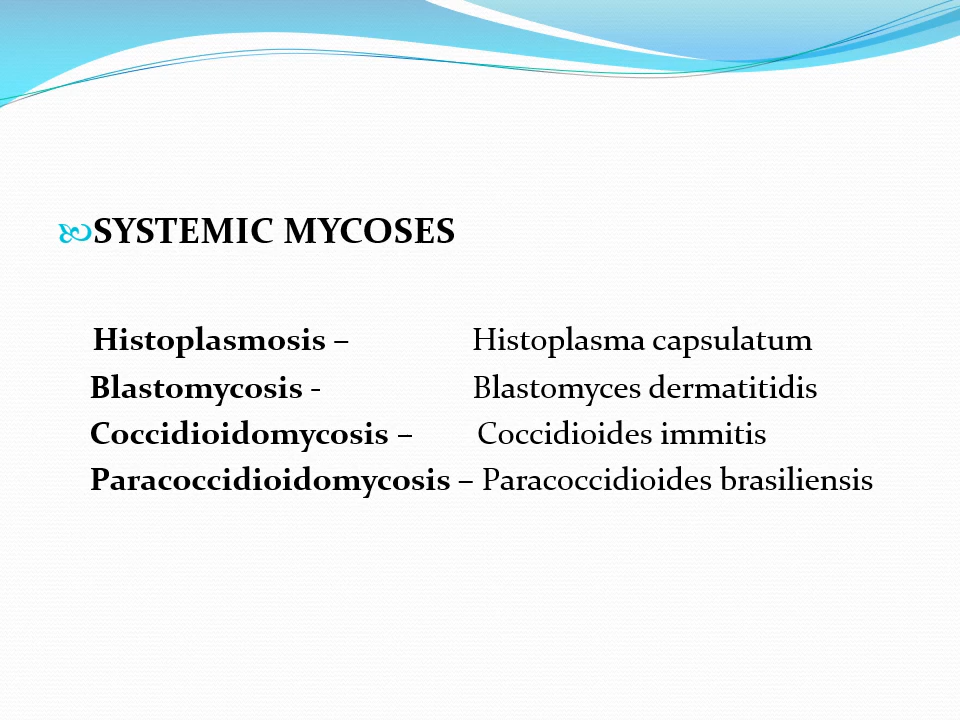 SYSTEMIC MYCOSES
Histoplasmosis – Histoplasma capsulatum
Blastomycosis - Blastomyces dermatitidis
Coccidioidomycosis – Coccidioides immitis
Paracoccidioidomycosis – Paracoccidioides brasiliensis